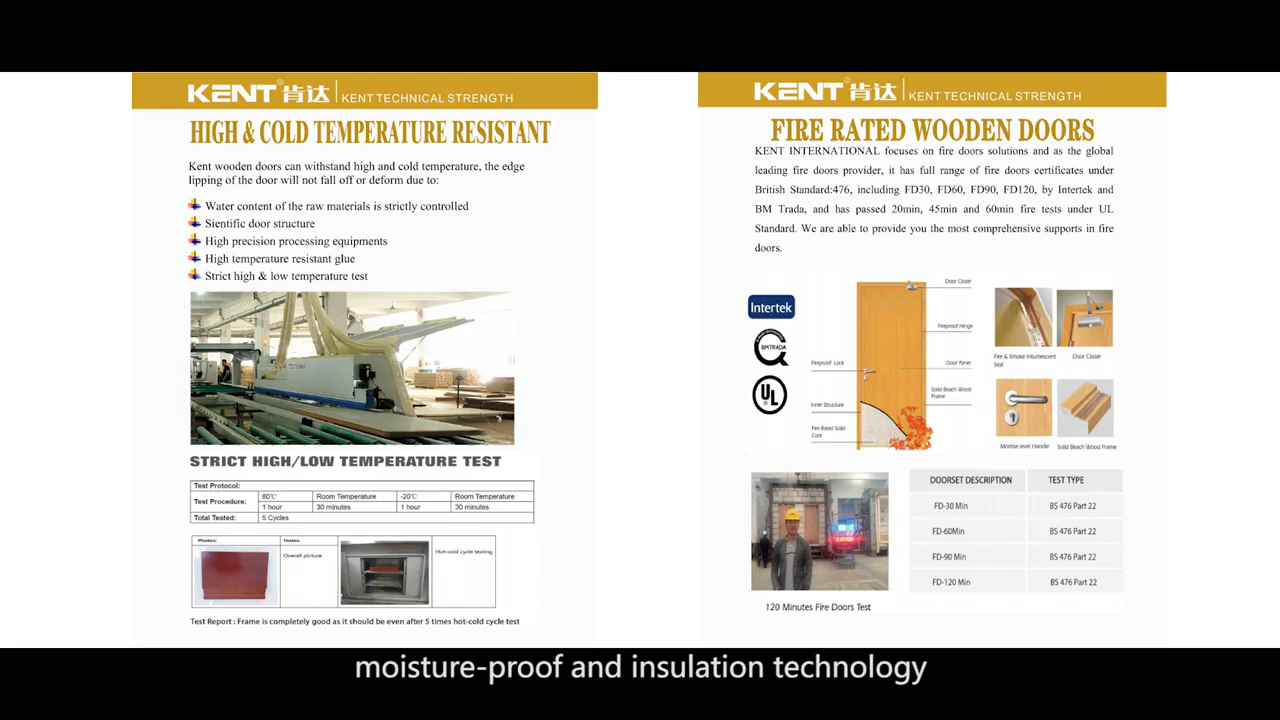 KENT® 肯达 KENT TECHNICAL STRENGTH
HIGH & COLD TEMPERATURE RESISTANT
Kent wooden doors can withstand high and cold temperature, the edge
lipping of the door will not fall off or deform due to:
Water content of the raw materials is strictly controlled
Sientific door structure
High precision processing equipments
High temperature resistant glue
Strict high & low temperature test
STRICT HIGH/LOW TEMPERATURE TEST
Test Protocol:
Test Procedure: 80℃ Room Temperature -20℃ Room Temperature
1 hour 30 minutes 1 hour 30 minutes
Total Tested: 5 Cycles
Photos: Notes:
Overall picture
Hot-cold cycle testing
Test Report : Frame is completely good as it should be even after 5 times hot-cold cycle test
KENT® 肯达 KENT TECHNICAL STRENGTH
FIRE RATED WOODEN DOORS
KENT INTERNATIONAL focuses on fire doors solutions and as the global
leading fire doors provider, it has full range of fire doors certificates under
British Standard:476, including FD30, FD60, FD90, FD120, by Intertek and
BM Trada, and has passed 20min, 45min and 60min fire tests under UL
Standard. We are able to provide you the most comprehensive supports in fire
doors.
Intertek
BMTRADA
UL
Door Closer
Fireproof Hinge
Fireproof Lock
Door Panel
Solid Beach Wood
Frame
Inner Structure
Fire Rated Solid
Core
Fire & Smoke Intumescent
Seal
Door Closer
Mortise level Handle
Solid Beach Wood Frame
DOORSET DESCRIPTION TEST TYPE
FD-30 Min BS 476 Part 22
FD-60Min BS 476 Part 22
FD-90 Min BS 476 Part 22
FD-120 Min BS 476 Part 22
120 Minutes Fire Doors Test
moisture-proof and insulation technology